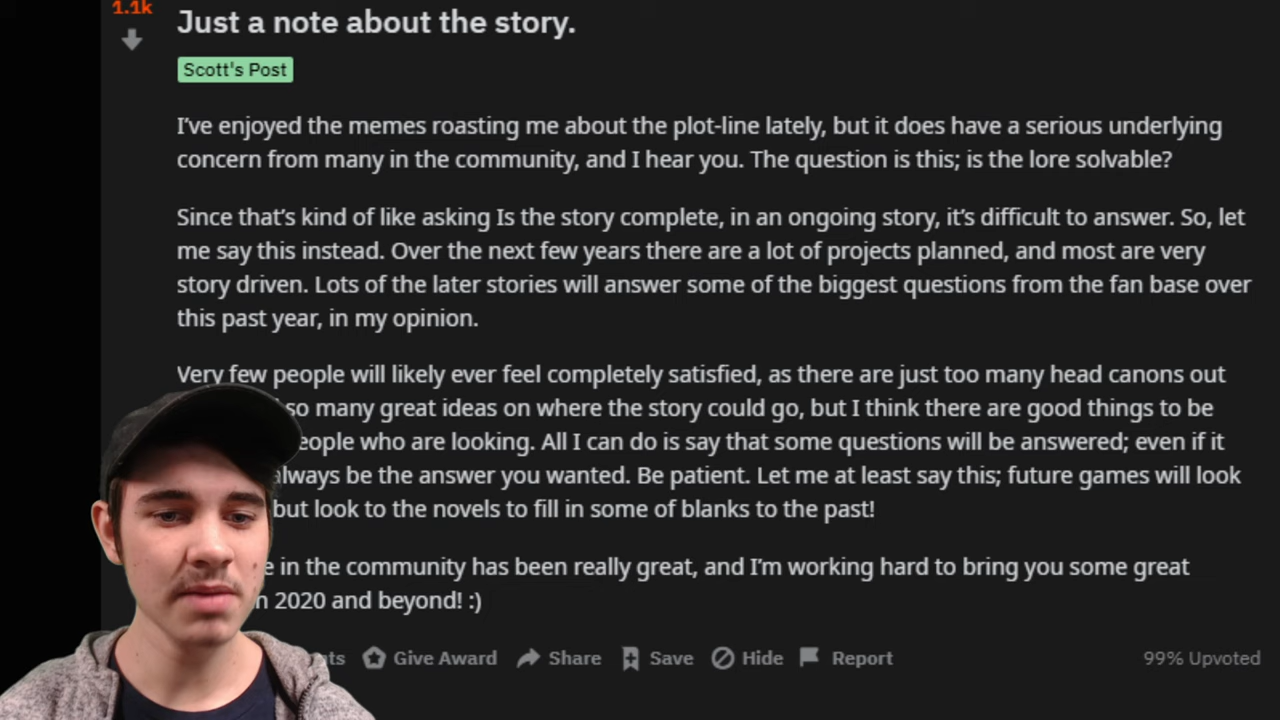 1.1k
Just a note about the story.
Scott's Post
I've enjoyed the memes roasting me about the plot-line lately, but it does have a serious underlying
concern from many in the community, and I hear you. The question is this; is the lore solvable?
Since that's kind of like asking Is the story complete, in an ongoing story, it's difficult to answer. So, let
me say this instead. Over the next few years there are a lot of projects planned, and most are very
story driven. Lots of the later stories will answer some of the biggest questions from the fan base over
this past year, in my opinion.
Very few people will likely ever feel completely satisfied, as there are just too many head canons out
so many great ideas on where the story could go, but I think there are good things to be
eople who are looking. All I can do is say that some questions will be answered; even if it
always be the answer you wanted. Be patient. Let me at least say this; future games will look
but look to the novels to fill in some of blanks to the past!
e in the community has been really great, and I'm working hard to bring you some great
n 2020 and beyond! :)
ts Give Award Share Save Hide Report 99% Upvoted